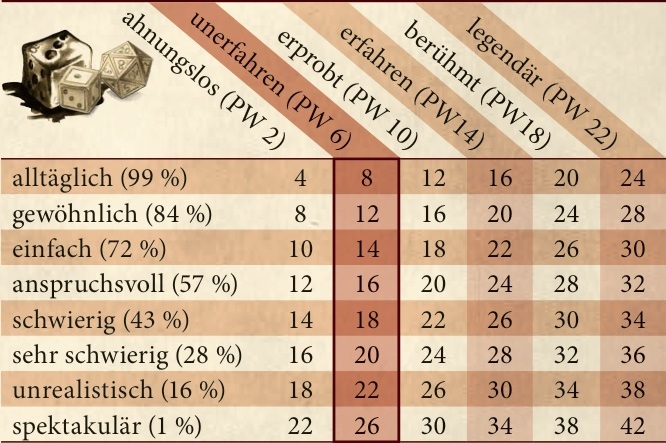 ahnungslos (PW 2)
unerfahren (PW 6)
erprobt (PW 10)
erfahren (PW14)
berühmt (PW18)
legendär (PW 22)
alltäglich (99 %) 4 8 12 16 20 24
gewöhnlich (84 %) 8 12 16 20 24 28
einfach (72 %) 10 14 18 22 26 30
anspruchsvoll (57 %) 12 16 20 24 28 32
schwierig (43 %) 14 18 22 26 30 34
sehr schwierig (28 %) 16 20 24 28 32 36
unrealistisch (16 %) 18 22 26 30 34 38
spektakulär (1 %) 22 26 30 34 38 42